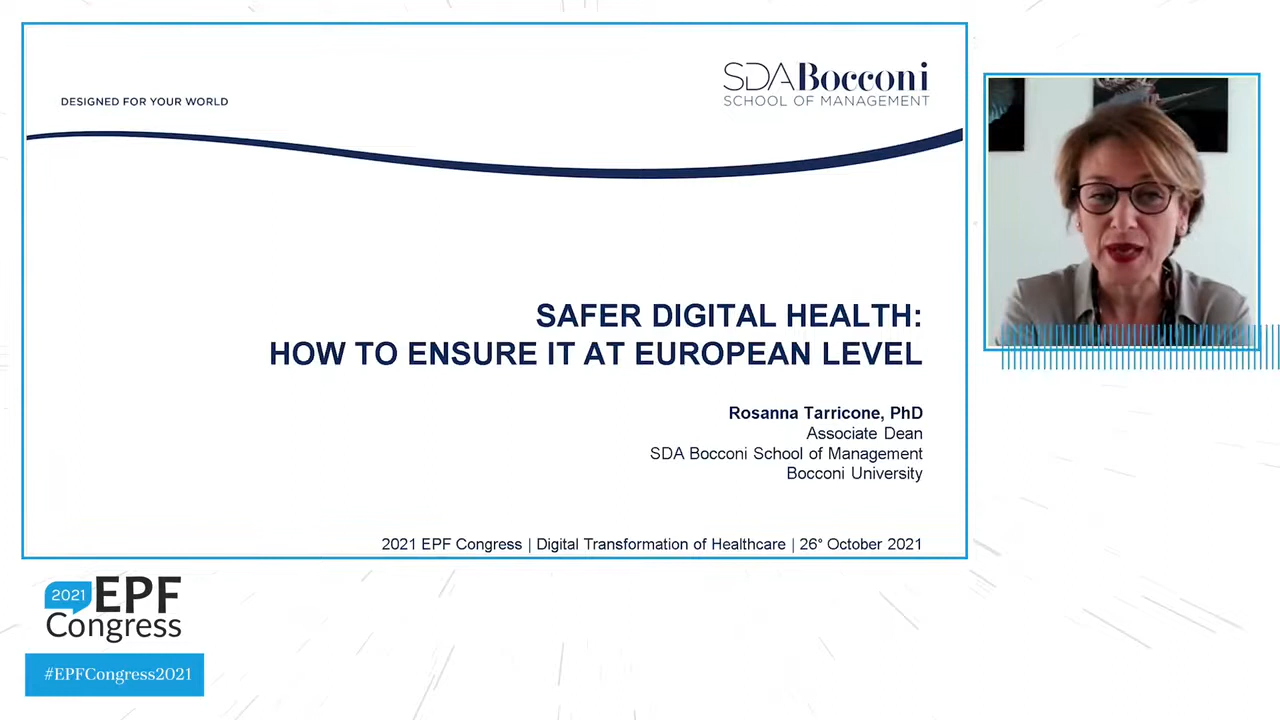 DESIGNED FOR YOUR WORLD
SDA Bocconi
SCHOOL OF MANAGEMENT
SAFER DIGITAL HEALTH:
HOW TO ENSURE IT AT EUROPEAN LEVEL
Rosanna Tarricone, PhD
Associate Dean
SDA Bocconi School of Management
Bocconi University
2021 EPF Congress | Digital Transformation of Healthcare | 26° October 2021
2021 EPF
Congress
#EPFCongress2021